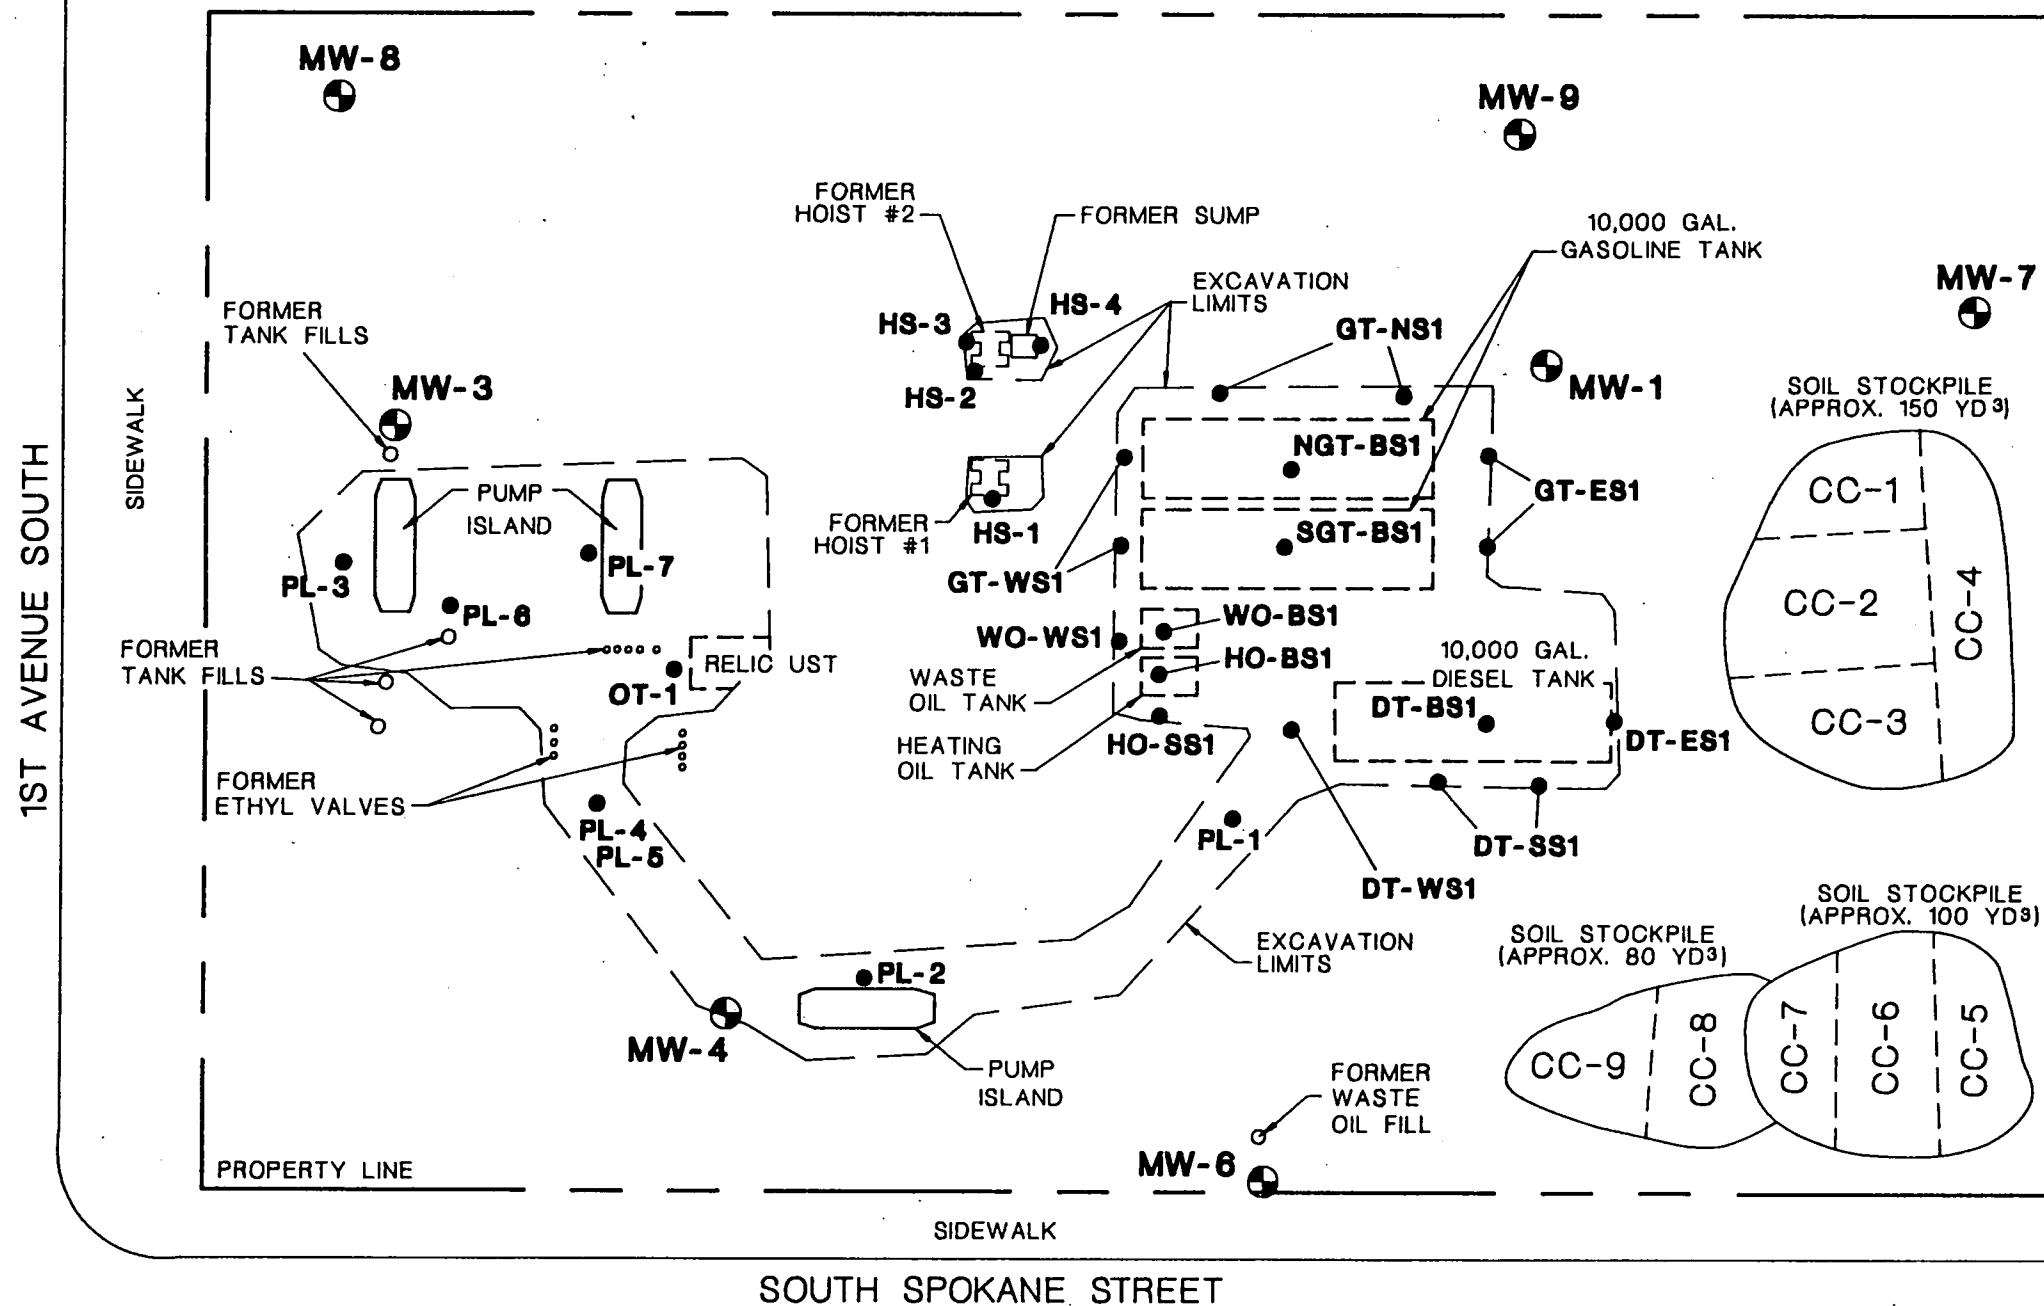 MW-8
MW-9
FORMER
HOIST #2
FORMER SUMP
10,000 GAL.
GASOLINE TANK
EXCAVATION
LIMITS
MW-7
FORMER
TANK FILLS
HS-3
HS-4
HS-2
GT-NS1
MW-1
MW-3
SIDEWALK
1ST AVENUE SOUTH
SOIL STOCKPILE
(APPROX. 150 YD³)
CC-1
CC-2
CC-3
CC-4
PUMP
ISLAND
FORMER
HOIST #1
HS-1
NGT-BS1
SGT-BS1
GT-ES1
GT-WS1
PL-3
PL-7
PL-6
FORMER
TANK FILLS
RELIC UST
OT-1
WO-WS1
WO-BS1
WASTE
OIL TANK
HO-BS1
10,000 GAL.
DIESEL TANK
DT-BS1
DT-ES1
HO-SS1
HEATING
OIL TANK
FORMER
ETHYL VALVES
PL-4
PL-5
PL-1
DT-SS1
DT-WS1
SOIL STOCKPILE
(APPROX. 100 YD³)
SOIL STOCKPILE
(APPROX. 80 YD³)
EXCAVATION
LIMITS
PL-2
MW-4
PUMP
ISLAND
CC-9
CC-8
CC-7
CC-6
CC-5
FORMER
WASTE
OIL FILL
MW-6
PROPERTY LINE
SIDEWALK
SOUTH SPOKANE STREET